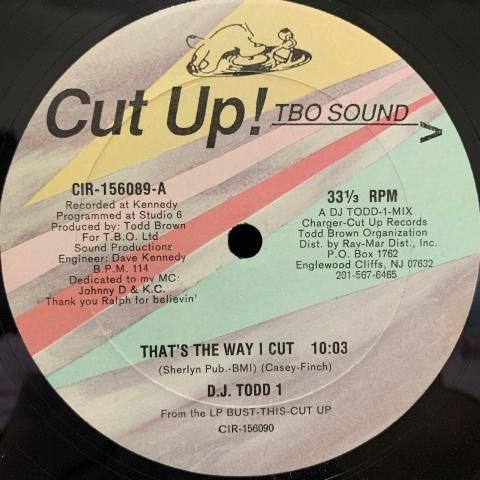 Cut Up! TBO SOUND
CIR-156089-A
Recorded at Kennedy
Programmed at Studio 6
Produced by: Todd Brown
For T.B.O. Ltd
Sound Productions
Engineer: Dave Kennedy
B.P.M. 114
Dedicated to my MC:
Johnny D & K.C.
Thank you Ralph for believin'
33⅓ RPM
A DJ TODD-1-MIX
Charger-Cut Up Records
Todd Brown Organization
Dist. by Ray-Mar Dist., Inc.
P.O. Box 1762
Englewood Cliffs, NJ 07632
201-567-6465
THAT'S THE WAY I CUT 10:03
(Sherlyn Pub.-BMI) (Casey-Finch)
D.J. TODD 1
From the LP BUST-THIS-CUT UP
CIR-156090